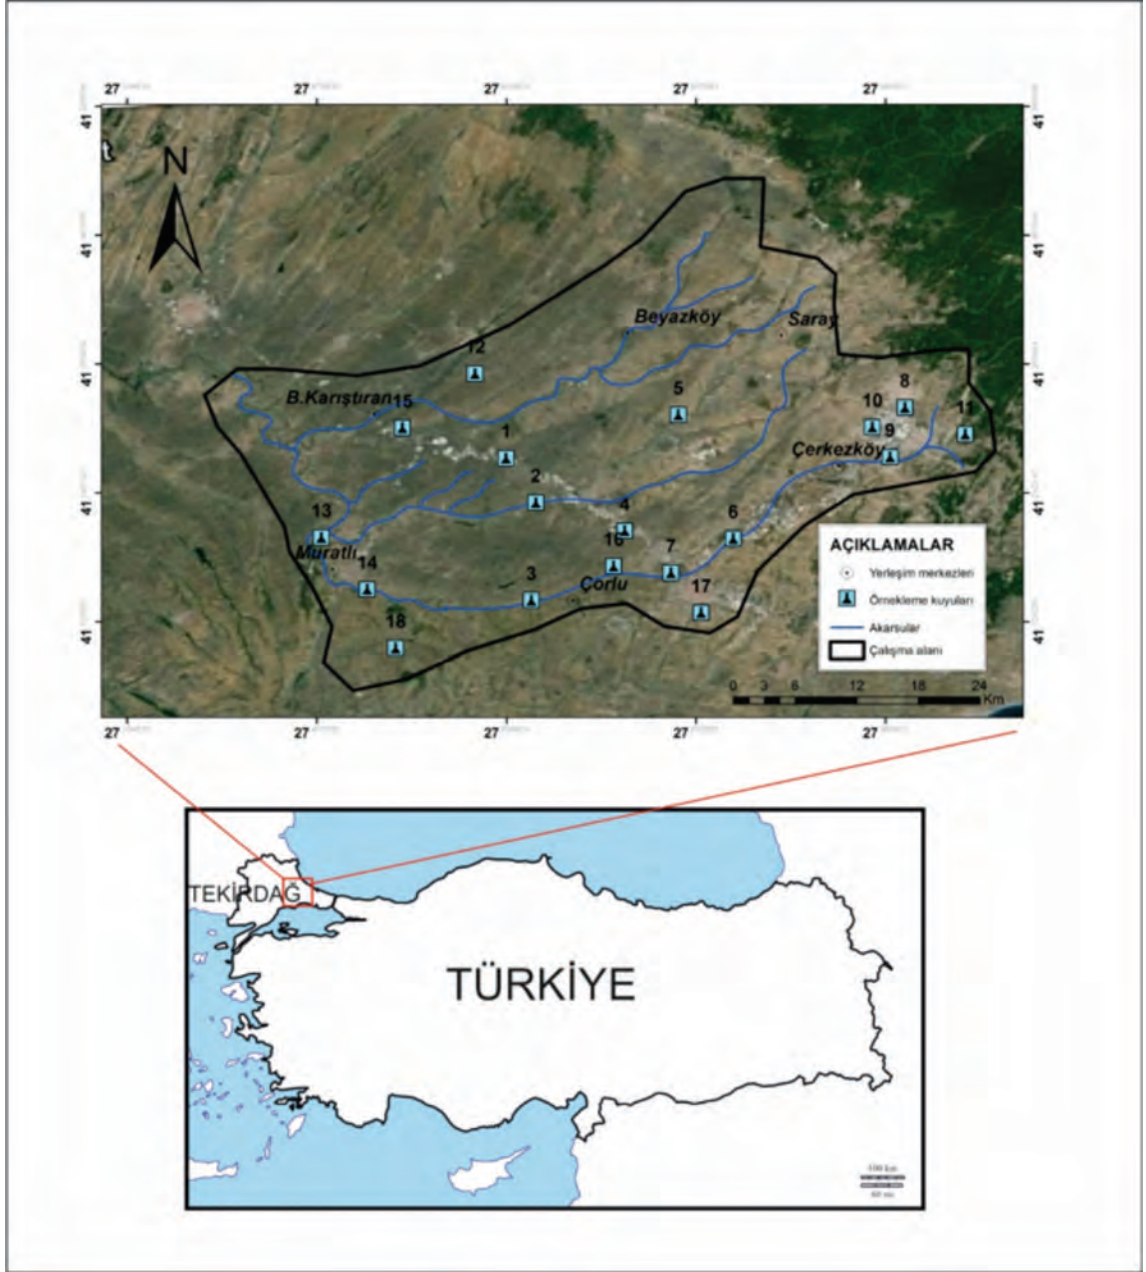 27 27 27 27 27
41 41
N
41 41
Beyazköy Saray
12
41 41
B.Karıştıran
15
5
8
10
11
1
9
Çerkezköy
2
41 41
13
4
6
AÇIKLAMALAR
Muratlı
16
7
Yerleşim merkezleri
14
Çorlu
3
17
Örnekleme kuyuları
18
41 41
Akarsular
Çalışma alanı
0 3 6 12 18 24
Km
27 27 27 27 27
TEKİRDAĞ
TÜRKİYE
100 km